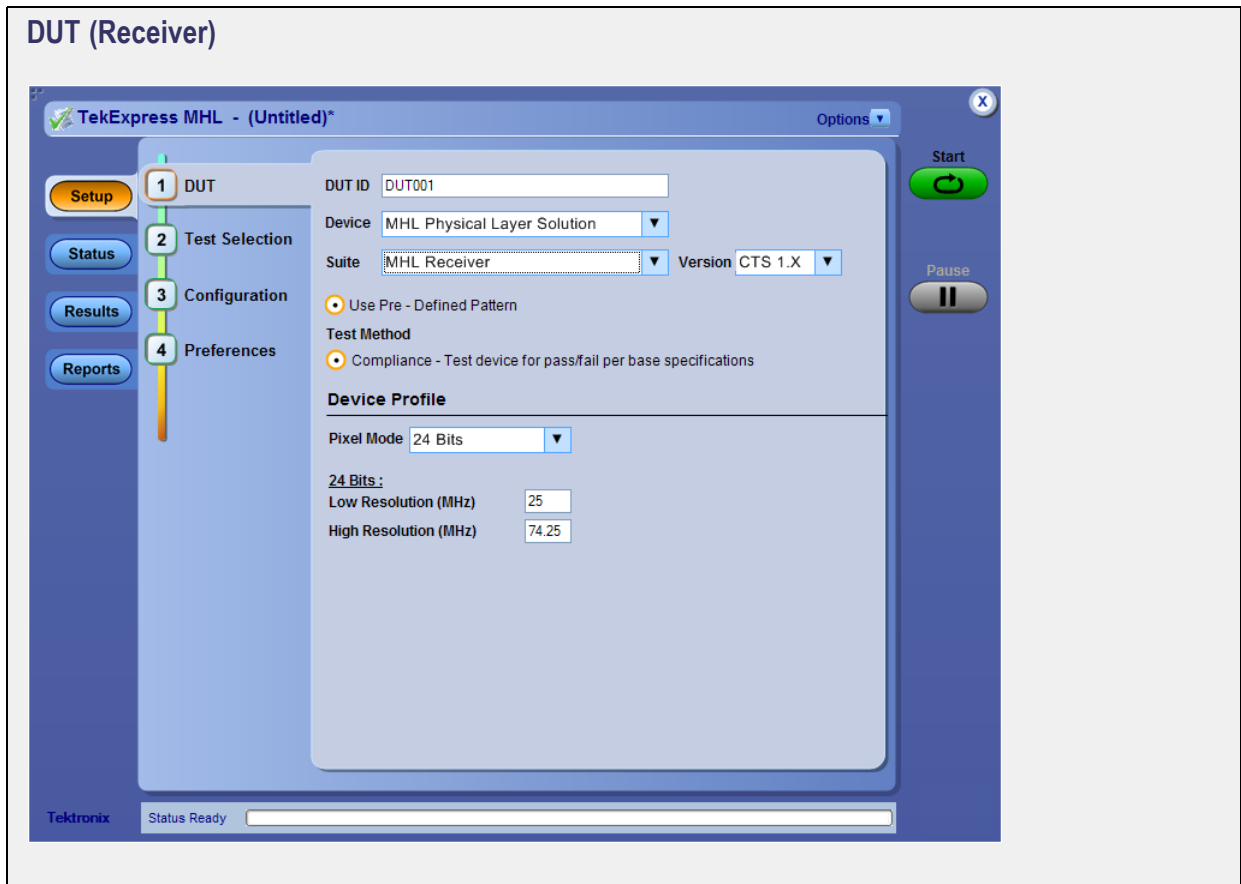 DUT (Receiver)
TekExpress MHL - (Untitled)*
Options
X
Start
Pause
Setup
Status
Results
Reports
1 DUT
2 Test Selection
3 Configuration
4 Preferences
DUT ID DUT001
Device MHL Physical Layer Solution
Suite MHL Receiver Version CTS 1.X
Use Pre - Defined Pattern
Test Method
Compliance - Test device for pass/fail per base specifications
Device Profile
Pixel Mode 24 Bits
24 Bits :
Low Resolution (MHz) 25
High Resolution (MHz) 74.25
Tektronix
Status Ready